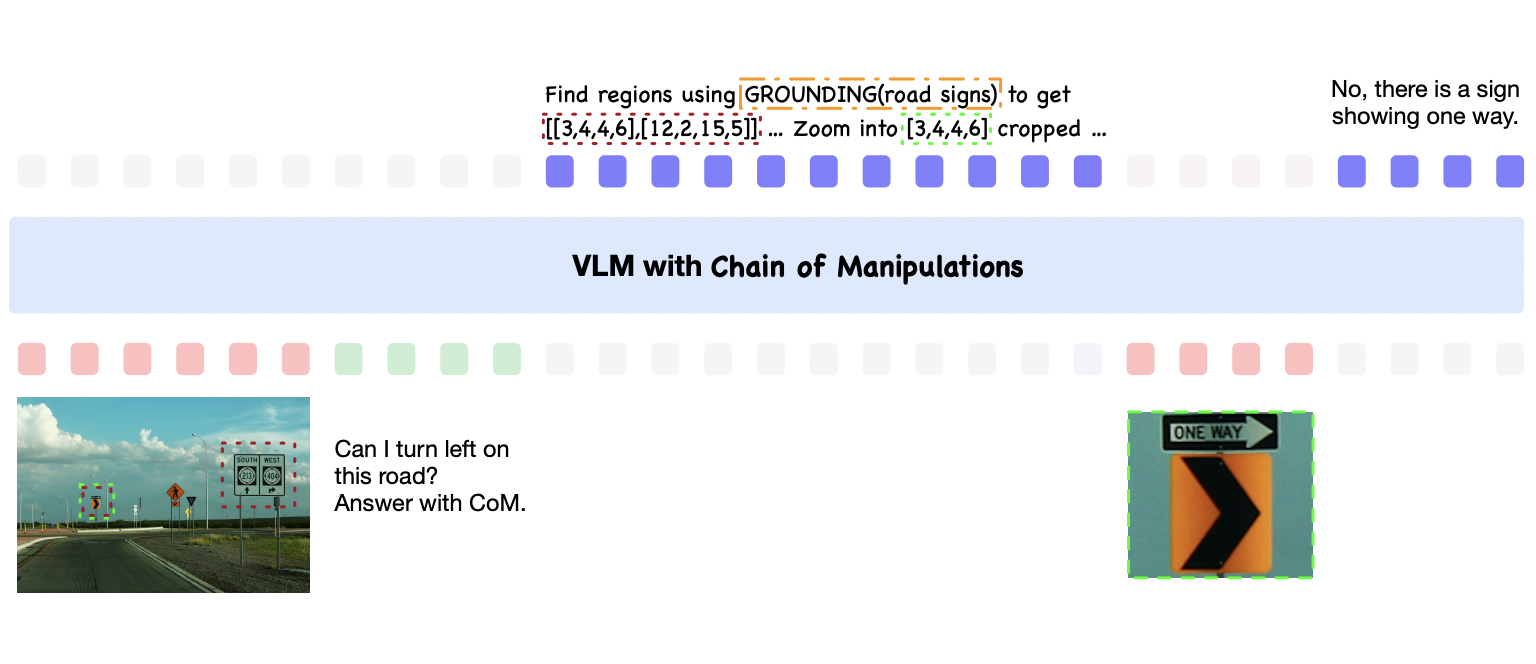 Find regions using GROUNDING(road signs) to get
[[3,4,4,6],[12,2,15,5]] ... Zoom into [3,4,4,6] cropped ...
No, there is a sign
showing one way.
VLM with Chain of Manipulations
SOUTH WEST
213 404
Can I turn left on
this road?
Answer with CoM.
ONE WAY